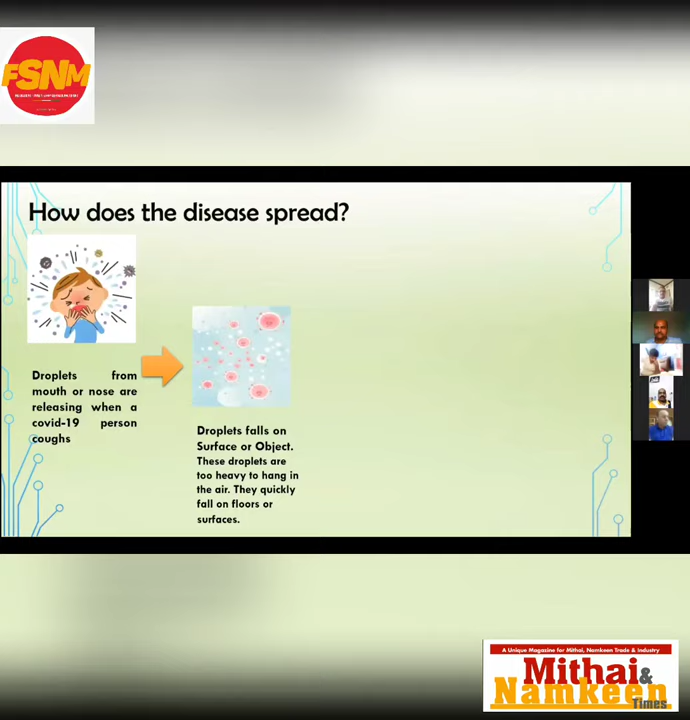 FSNM
How does the disease spread?
Droplets from
mouth or nose are
releasing when a
covid-19 person
coughs
Droplets falls on
Surface or Object.
These droplets are
too heavy to hang in
the air. They quickly
fall on floors or
surfaces.
A Unique Magazine for Mithai, Namkeen Trade & Industry
Mithai &
Namkeen
Times